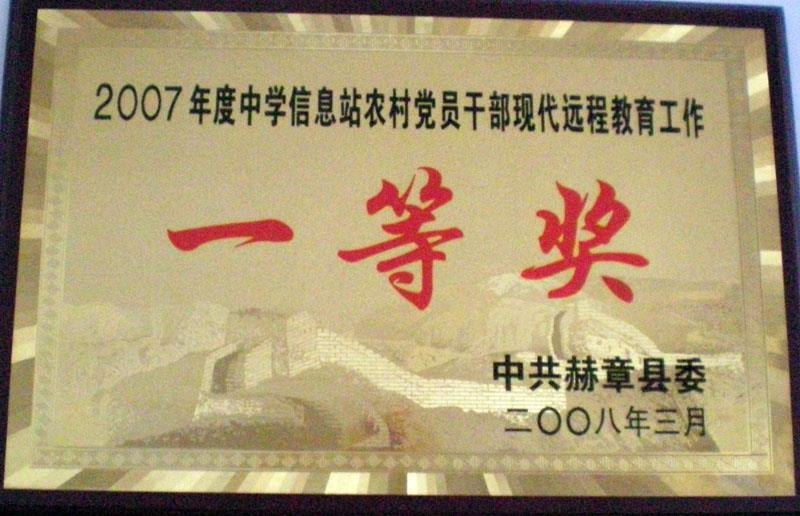 2007年度中学信息站农村党员干部现代远程教育工作
一等奖
中共赫章县委
二〇〇八年三月